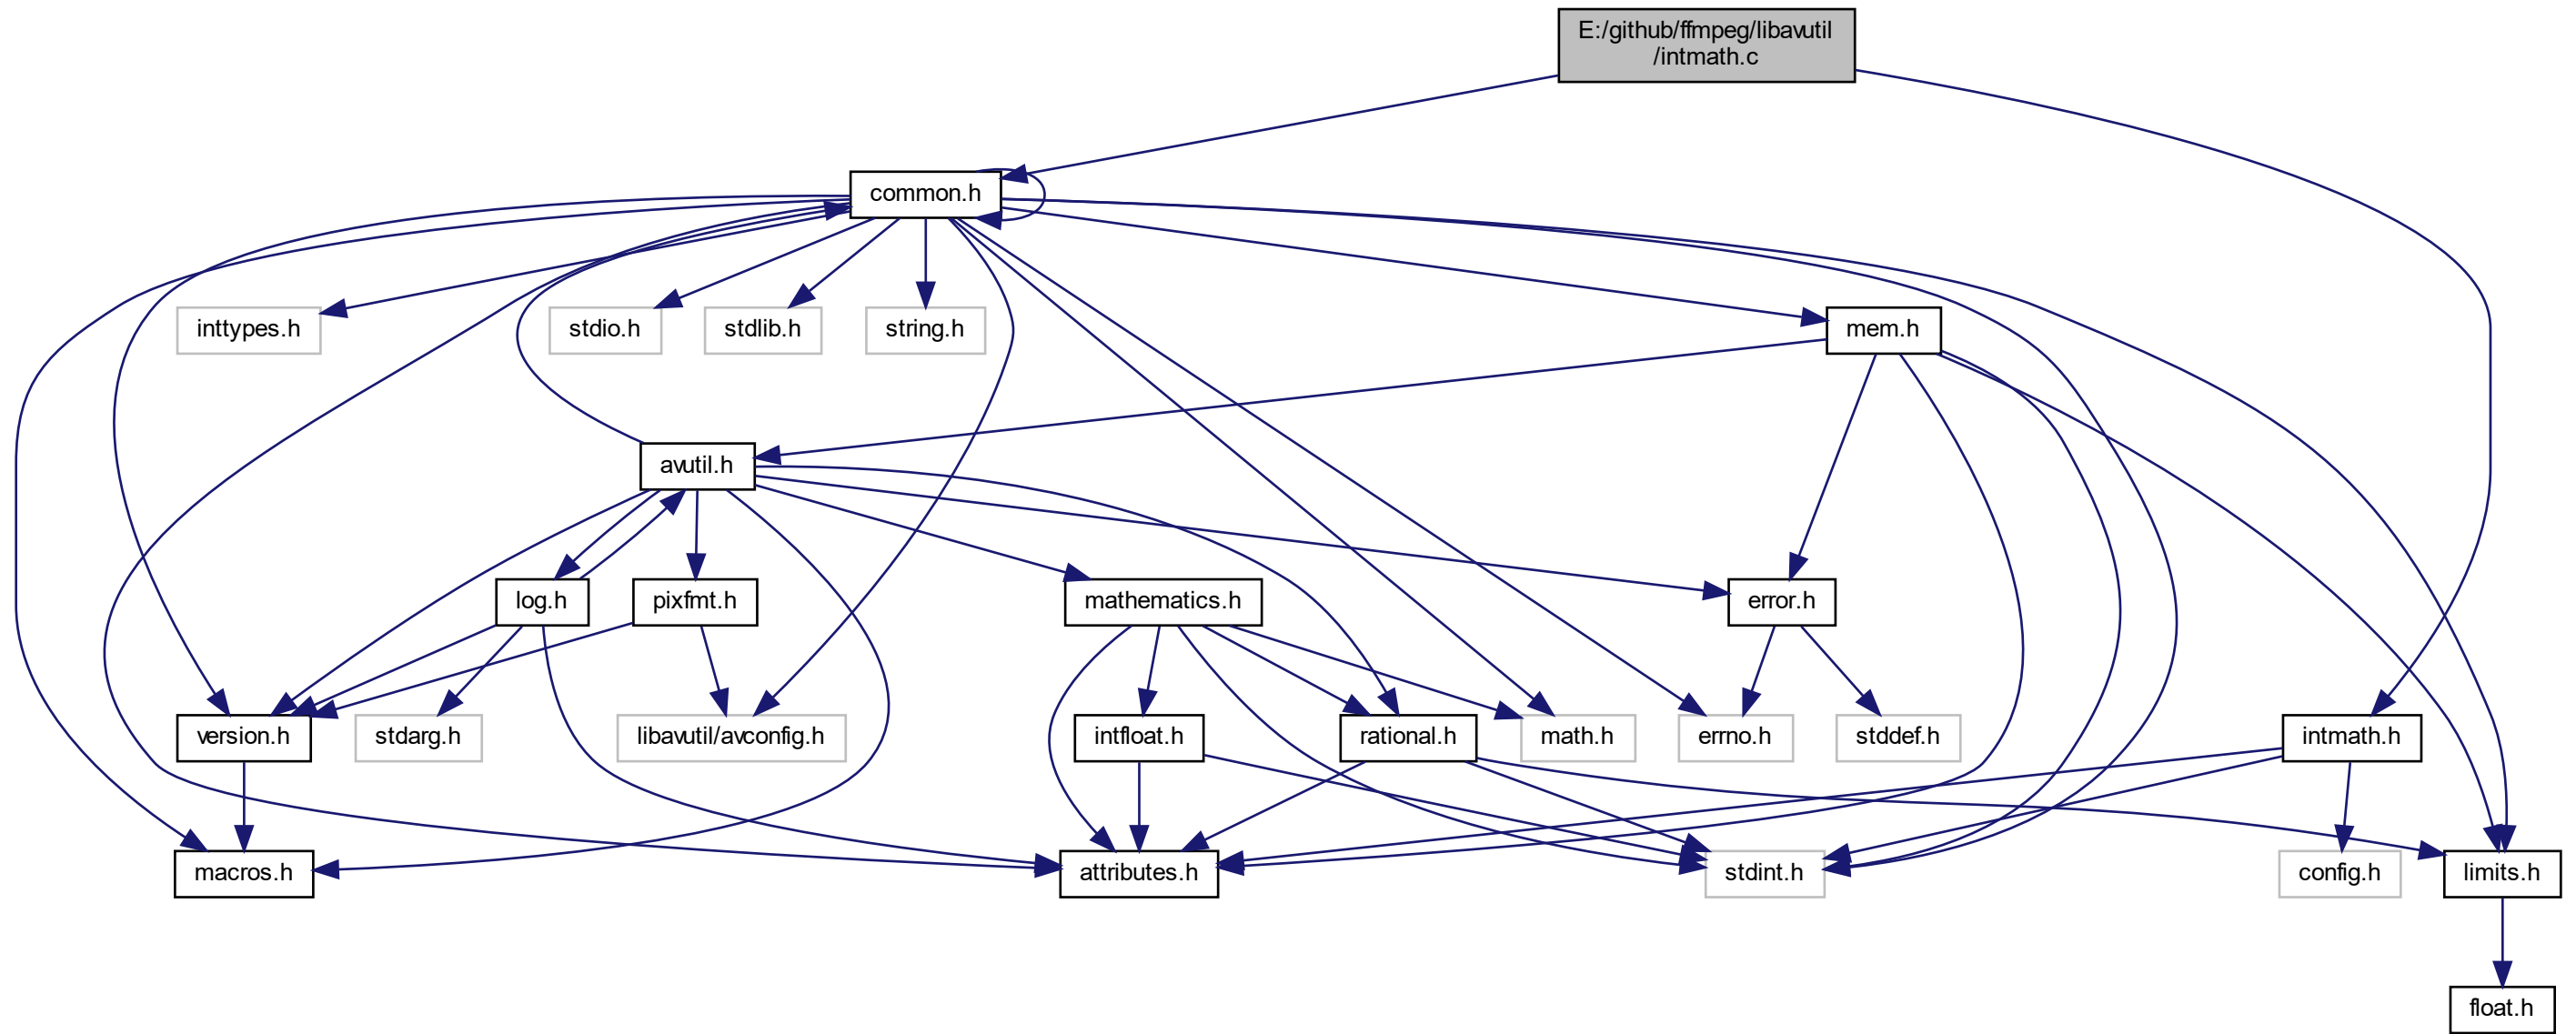 E:/github/ffmpeg/libavutil
/intmath.c
common.h
inttypes.h
stdio.h
stdlib.h
string.h
mem.h
avutil.h
log.h
pixfmt.h
mathematics.h
error.h
version.h
stdarg.h
libavutil/avconfig.h
intfloat.h
rational.h
math.h
errno.h
stddef.h
intmath.h
macros.h
attributes.h
stdint.h
config.h
limits.h
float.h